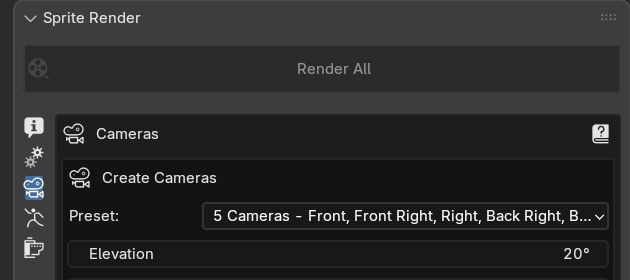 Sprite Render
Render All
Cameras
Create Cameras
Preset: 5 Cameras - Front, Front Right, Right, Back Right, B...
Elevation 20°